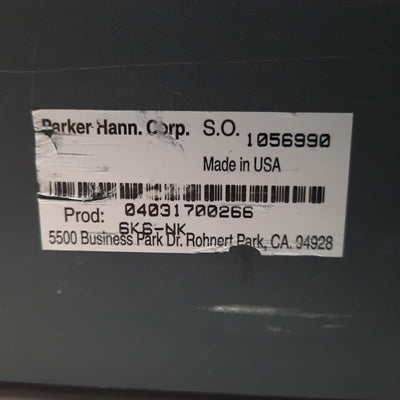 Parker Hann. Corp. S.O. 1056990
Made in USA
Prod: 04031700266
6K6-NK
5500 Business Park Dr. Rohnert Park, CA. 94928